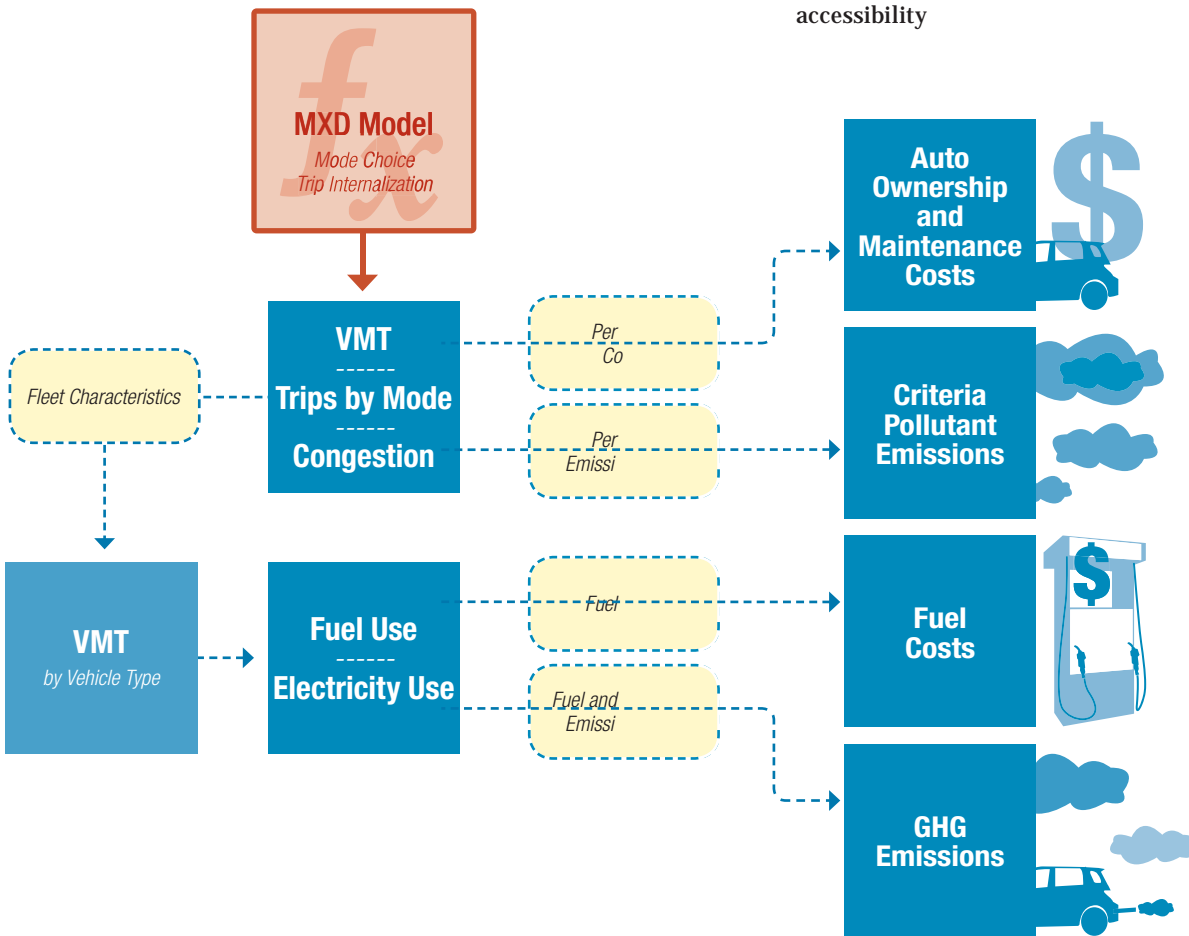 accessibility
MXD Model
Mode Choice
Trip Internalization
Auto
Ownership
and
Maintenance
Costs
$
VMT
Trips by Mode
Congestion
Per
Co
Fleet Characteristics
Per
Emissi
Criteria
Pollutant
Emissions
VMT
by Vehicle Type
Fuel Use
Electricity Use
Fuel
Fuel and
Emissi
Fuel
Costs
$
GHG
Emissions